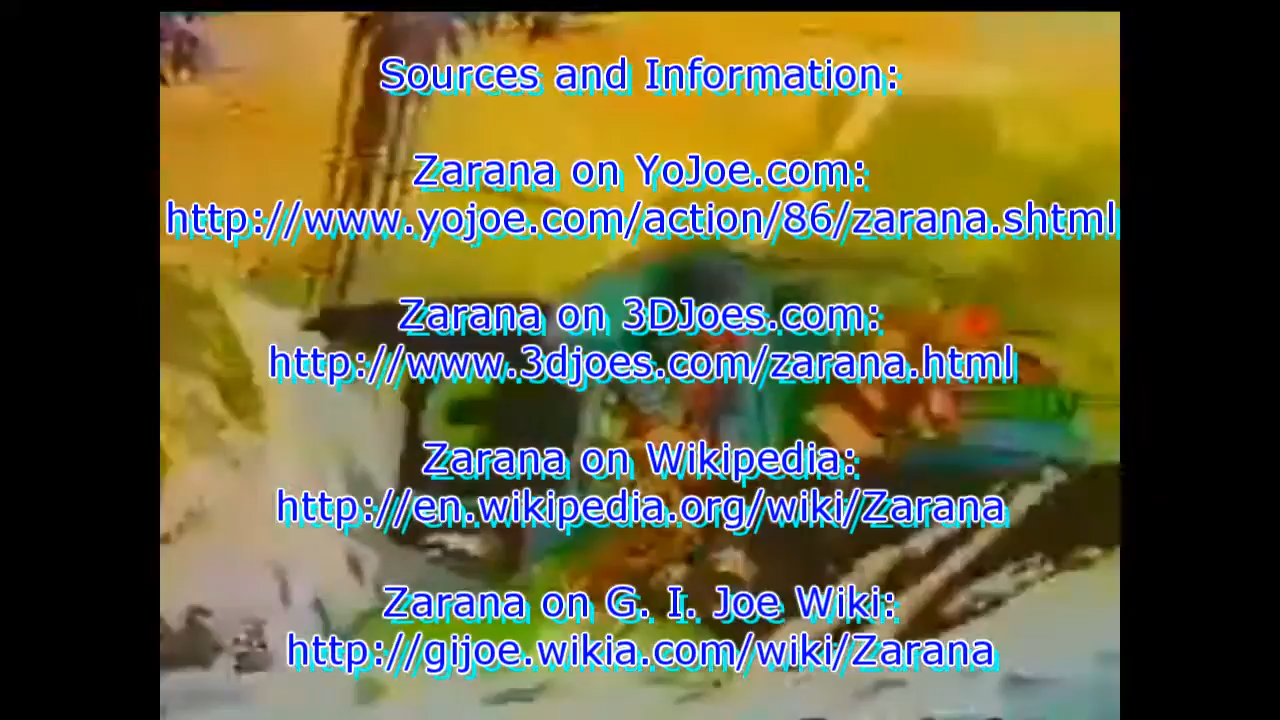 Sources and Information:
Zarana on YoJoe.com:
http://www.yojoe.com/action/86/zarana.shtml
Zarana on 3DJoes.com:
http://www.3djoes.com/zarana.html
Zarana on Wikipedia:
http://en.wikipedia.org/wiki/Zarana
Zarana on G. I. Joe Wiki:
http://gijoe.wikia.com/wiki/Zarana